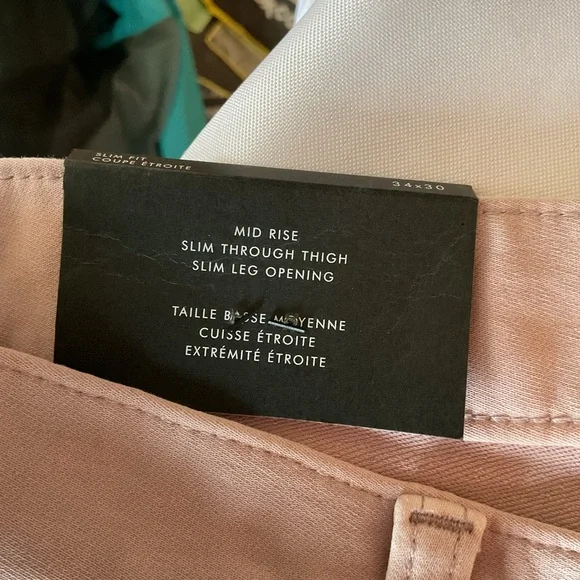 SLIM FIT
COUPE ÉTROITE
34x30
MID RISE
SLIM THROUGH THIGH
SLIM LEG OPENING
TAILLE BASSE-MOYENNE
CUISSE ÉTROITE
EXTRÉMITÉ ÉTROITE